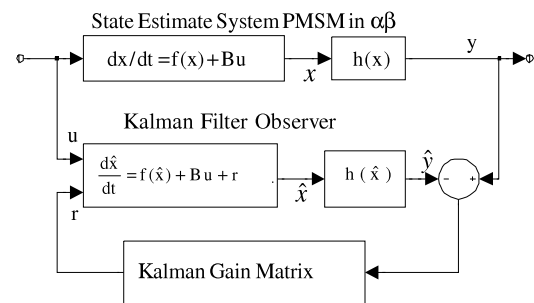 State Estimate System PMSM in αβ
dx/dt =f(x)+Bu
x
h(x)
y
Kalman Filter Observer
u
dx̂/dt =f(x̂)+Bu+r
x̂
h(x̂)
ŷ
- +
r
Kalman Gain Matrix